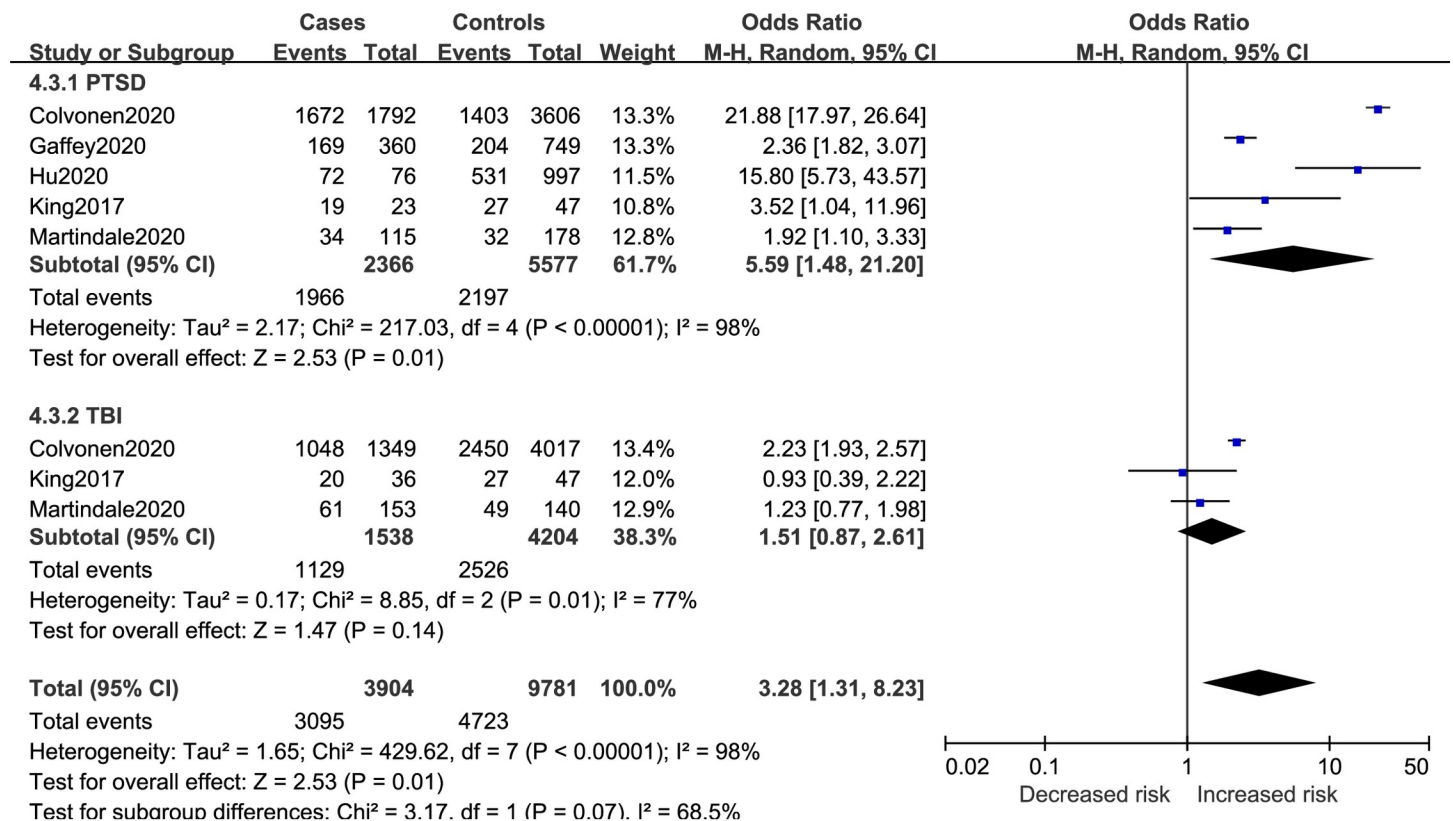 Cases Controls Odds Ratio Odds Ratio
Study or Subgroup Events Total Events Total Weight M-H, Random, 95% CI M-H, Random, 95% CI
4.3.1 PTSD
Colvonen2020 1672 1792 1403 3606 13.3% 21.88 [17.97, 26.64]
Gaffey2020 169 360 204 749 13.3% 2.36 [1.82, 3.07]
Hu2020 72 76 531 997 11.5% 15.80 [5.73, 43.57]
King2017 19 23 27 47 10.8% 3.52 [1.04, 11.96]
Martindale2020 34 115 32 178 12.8% 1.92 [1.10, 3.33]
Subtotal (95% CI) 2366 5577 61.7% 5.59 [1.48, 21.20]
Total events 1966 2197
Heterogeneity: Tau² = 2.17; Chi² = 217.03, df = 4 (P < 0.00001); I² = 98%
Test for overall effect: Z = 2.53 (P = 0.01)
4.3.2 TBI
Colvonen2020 1048 1349 2450 4017 13.4% 2.23 [1.93, 2.57]
King2017 20 36 27 47 12.0% 0.93 [0.39, 2.22]
Martindale2020 61 153 49 140 12.9% 1.23 [0.77, 1.98]
Subtotal (95% CI) 1538 4204 38.3% 1.51 [0.87, 2.61]
Total events 1129 2526
Heterogeneity: Tau² = 0.17; Chi² = 8.85, df = 2 (P = 0.01); I² = 77%
Test for overall effect: Z = 1.47 (P = 0.14)
Total (95% CI) 3904 9781 100.0% 3.28 [1.31, 8.23]
Total events 3095 4723
Heterogeneity: Tau² = 1.65; Chi² = 429.62, df = 7 (P < 0.00001); I² = 98%
0.02 0.1 1 10 50
Test for overall effect: Z = 2.53 (P = 0.01)
Decreased risk Increased risk
Test for subgroup differences: Chi² = 3.17, df = 1 (P = 0.07), I² = 68.5%